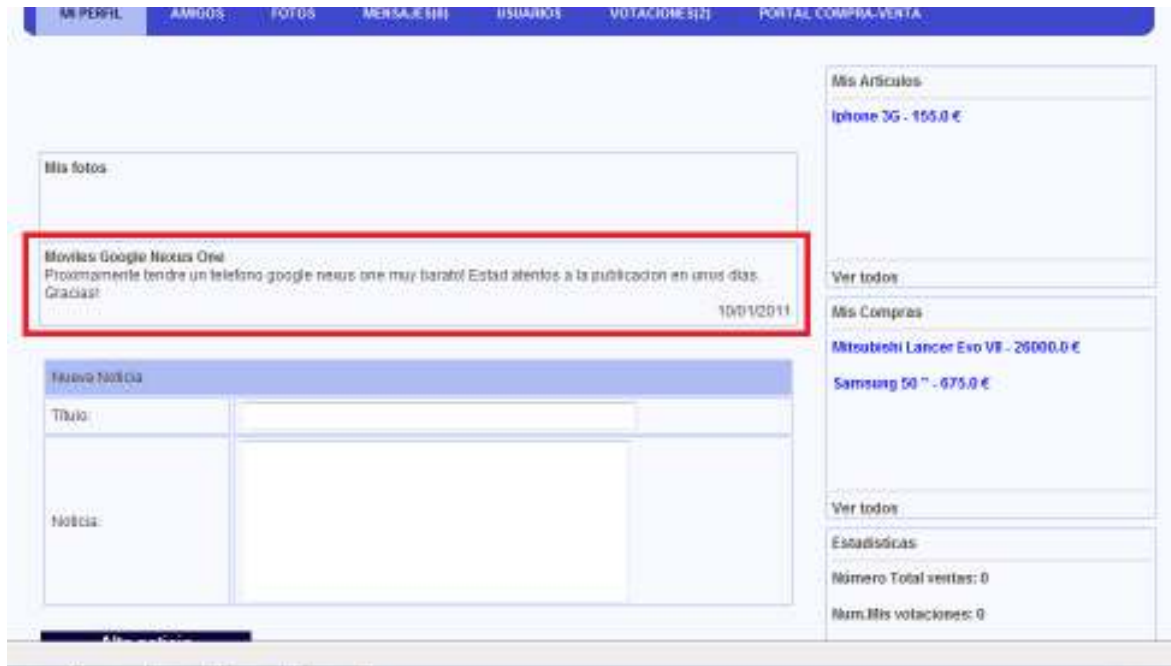 MI PERFIL AMIGOS FOTOS MENSAJES(0) USUARIOS VOTACIONES(2) PORTAL COMPRA-VENTA
Mis fotos
Moviles Google Nexus One
Proximamente tendre un telefono google nexus one muy barato! Estad atentos a la publicacion en unos dias.
Gracias!
10/01/2011
Nueva Noticia
Título:
Noticia:
Alta noticia
Mis Articulos
Iphone 3G - 155.0 €
Ver todos
Mis Compras
Mitsubishi Lancer Evo VII - 26000.0 €
Samsung 50 " - 675.0 €
Ver todos
Estadísticas
Número Total ventas: 0
Num.Mis votaciones: 0